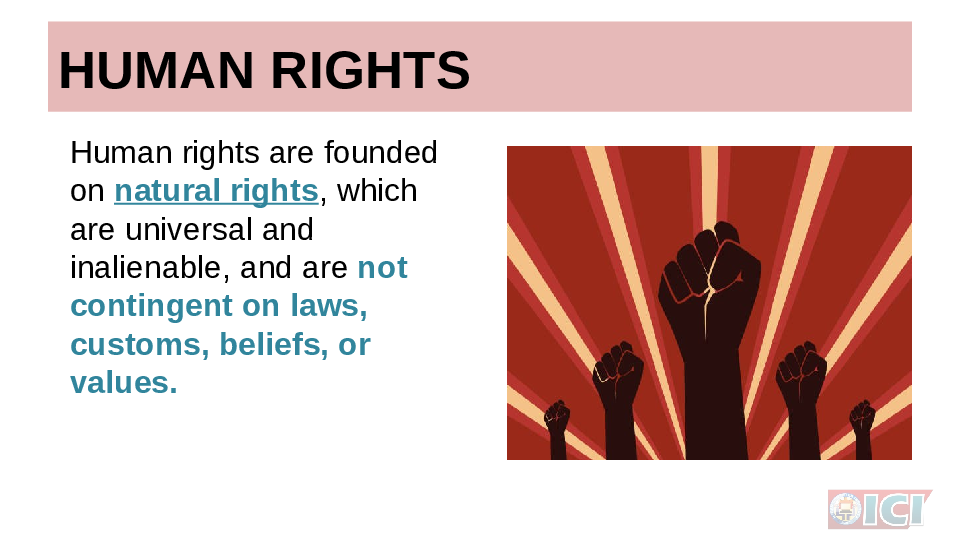 HUMAN RIGHTS
Human rights are founded
on natural rights, which
are universal and
inalienable, and are not
contingent on laws,
customs, beliefs, or
values.
ICI